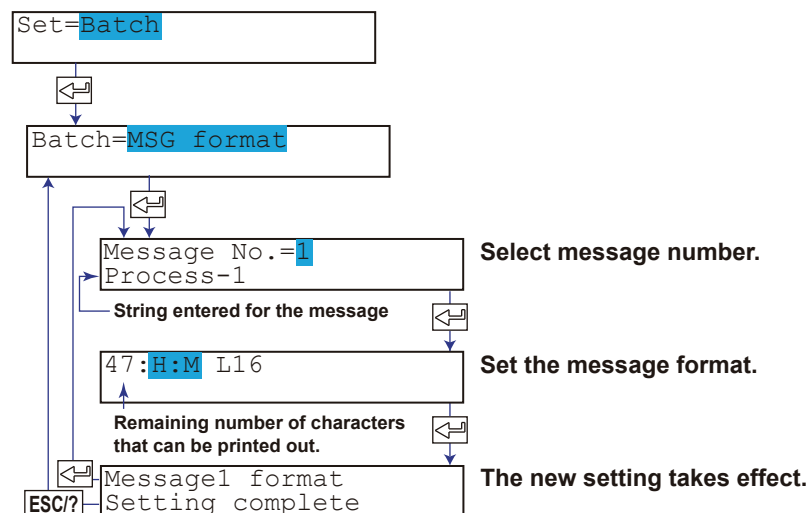 Set=Batch
Batch=MSG format
Message No.=1
Process-1
Select message number.
String entered for the message
47:H:M L16
Set the message format.
Remaining number of characters
that can be printed out.
Message1 format
Setting complete
The new setting takes effect.
ESC/?